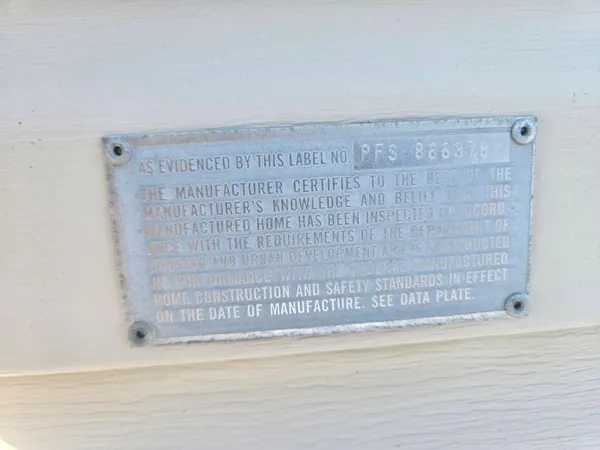 AS EVIDENCED BY THIS LABEL NO. PFS
THE MANUFACTURER CERTIFIES TO THE BEST OF THE
MANUFACTURER'S KNOWLEDGE AND BELIEF THAT THIS
MANUFACTURED HOME HAS BEEN INSPECTED IN ACCORD-
ANCE WITH THE REQUIREMENTS OF THE DEPARTMENT OF
HOUSING AND URBAN DEVELOPMENT AND IS CONSTRUCTED
IN CONFORMANCE WITH THE FEDERAL MANUFACTURED
HOME CONSTRUCTION AND SAFETY STANDARDS IN EFFECT
ON THE DATE OF MANUFACTURE. SEE DATA PLATE.